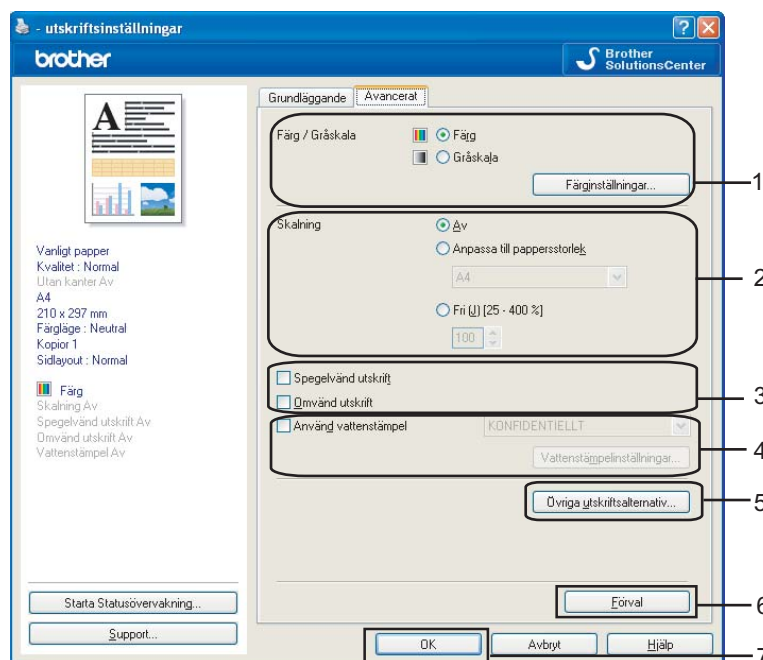 - utskriftsinställningar
brother
Brother
SolutionsCenter
Grundläggande
Avancerat
A
Vanligt papper
Kvalitet : Normal
Utan kanter Av
A4
210 x 297 mm
Färgläge : Neutral
Kopior 1
Sidlayout : Normal
Färg
Skalning Av
Spegelvänd utskrift Av
Omvänd utskrift Av
Vattenstämpel Av
Starta Statusövervakning...
Support...
Färg / Gråskala
Färg
Gråskala
Färginställningar...
1
Skalning
Av
Anpassa till pappersstorlek
A4
Fri (J) [25 - 400 %]
100
2
Spegelvänd utskrift
Omvänd utskrift
3
Använd vattenstämpel
KONFIDENTIELLT
Vattenstämpelinställningar...
4
Övriga utskriftsalternativ...
5
Förval
6
OK
Avbryt
Hjälp
7